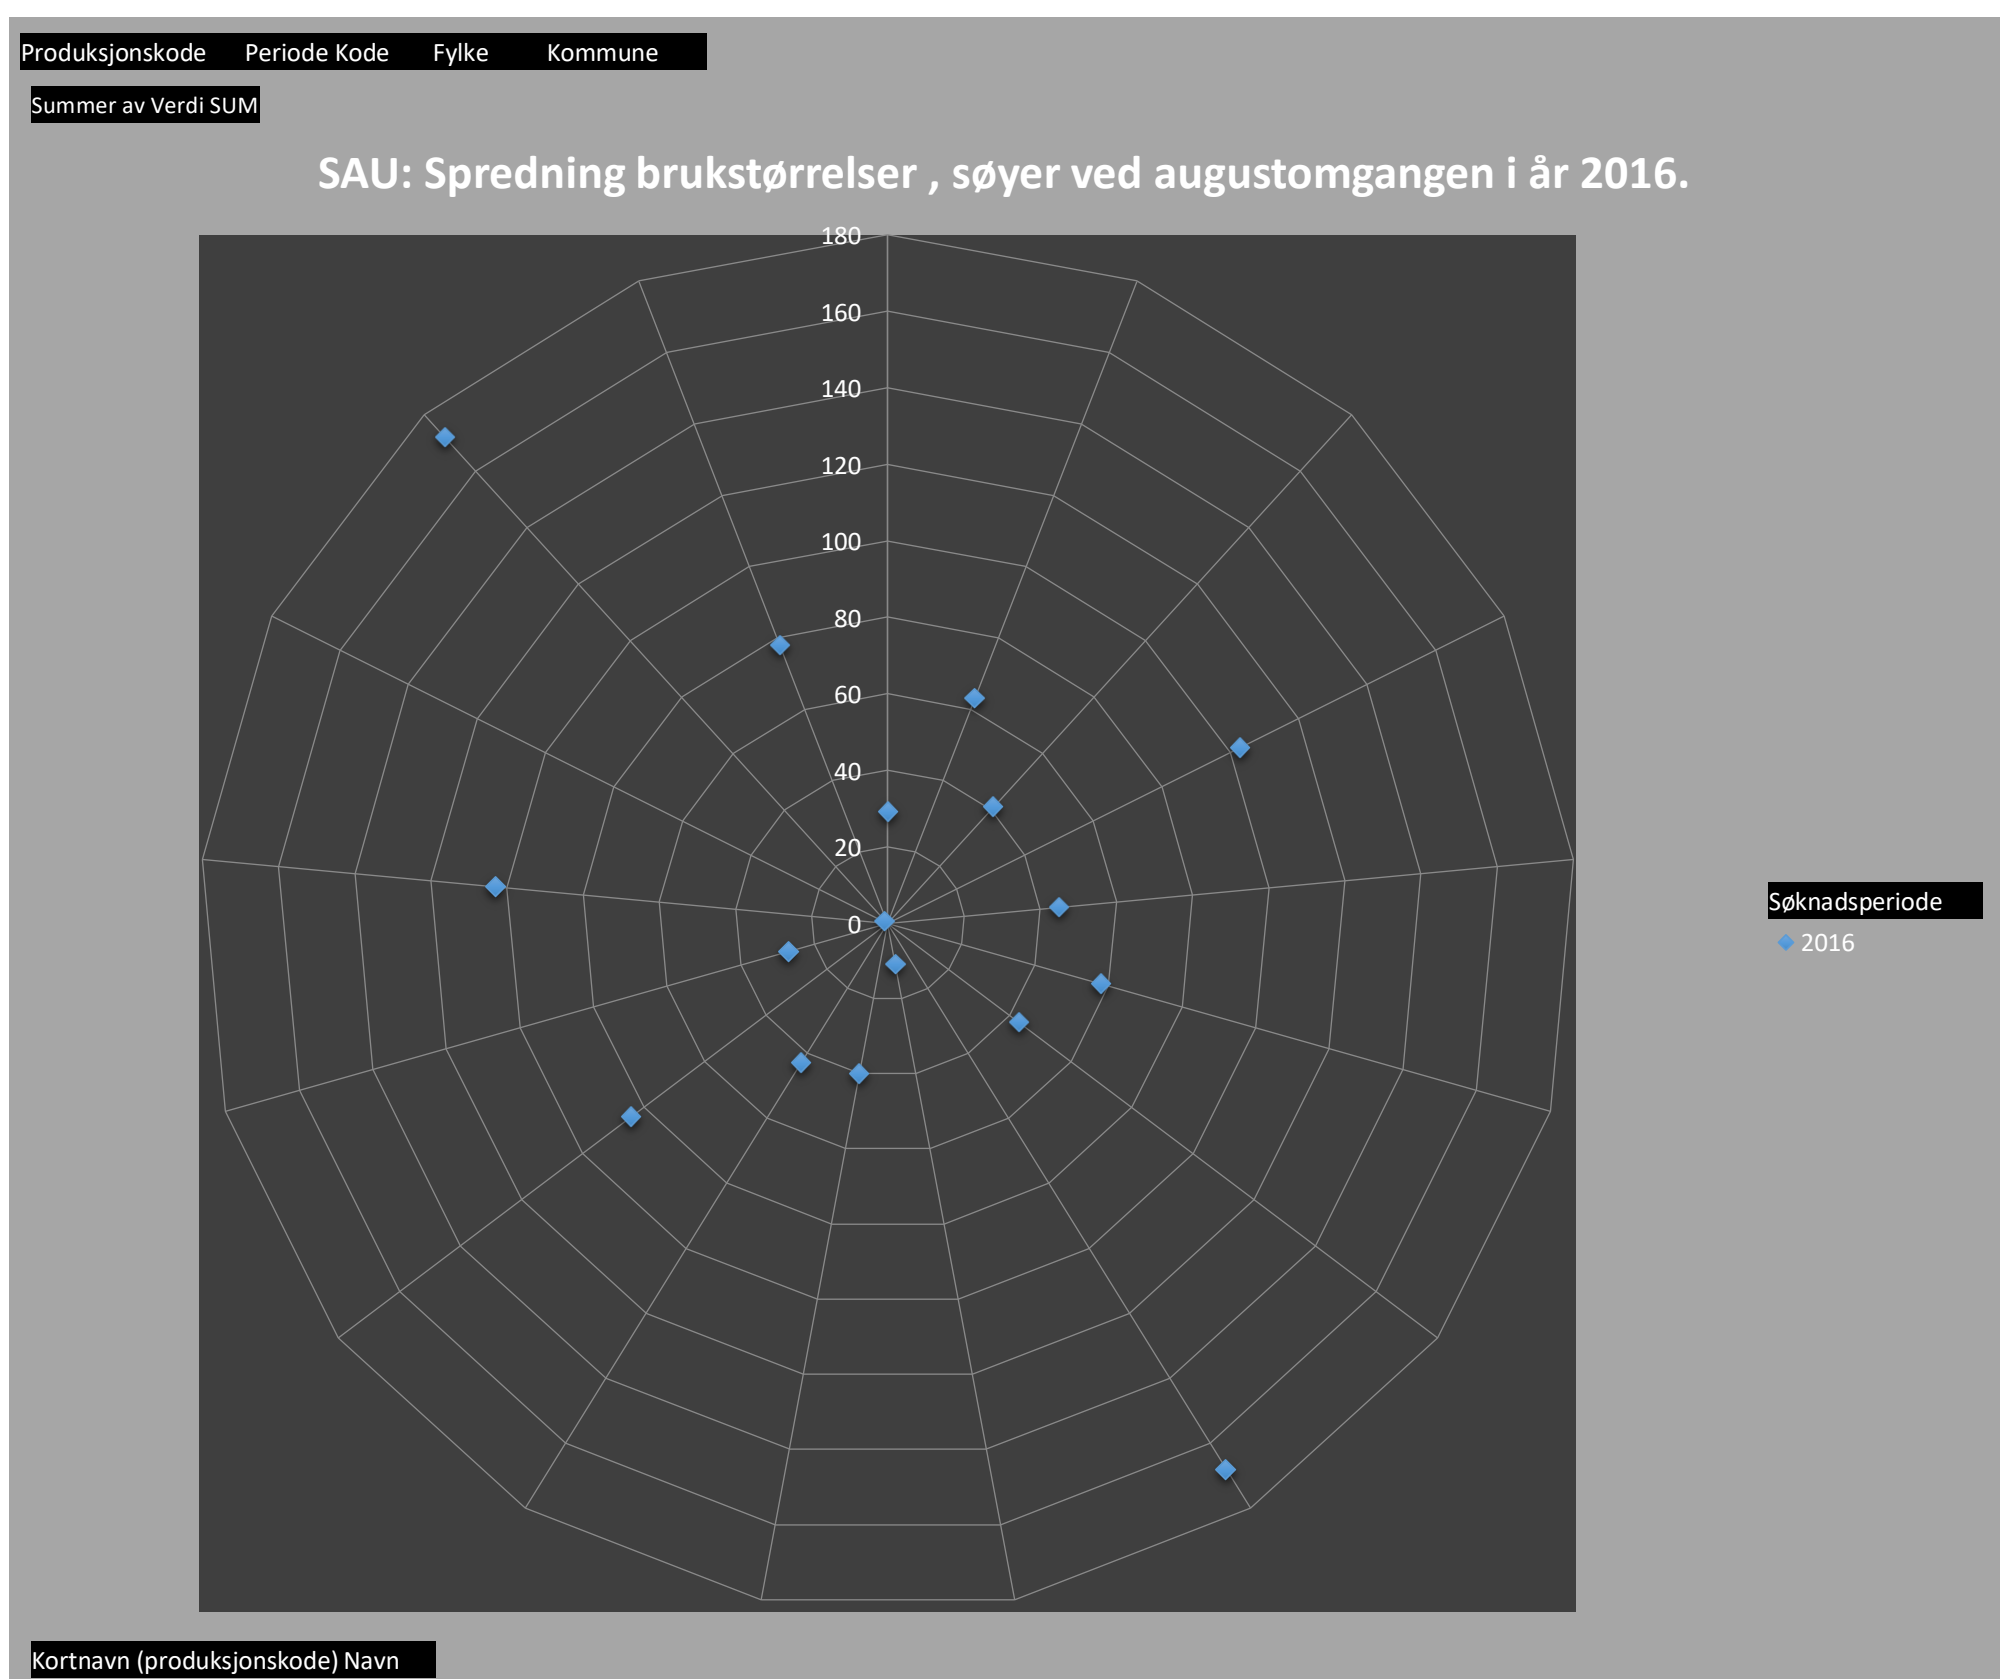 Produksjonskode Periode Kode Fylke Kommune
Summer av Verdi SUM
SAU: Spredning brukstørrelser , søyer ved augustomgangen i år 2016.
180
160
140
120
100
80
60
40
20
0
Søknadsperiode
2016
Kortnavn (produksjonskode) Navn